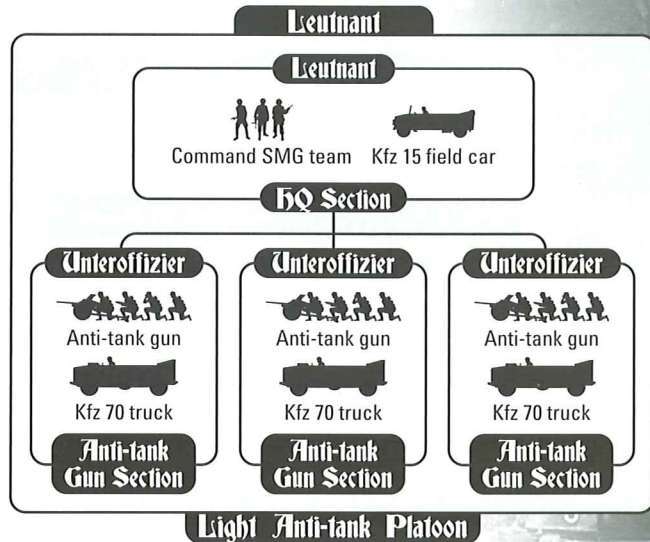 Leutnant
Leutnant
Command SMG team Kfz 15 field car
HQ Section
Unteroffizier Unteroffizier Unteroffizier
Anti-tank gun Anti-tank gun Anti-tank gun
Kfz 70 truck Kfz 70 truck Kfz 70 truck
Anti-tank Anti-tank Anti-tank
Gun Section Gun Section Gun Section
Light Anti-tank Platoon